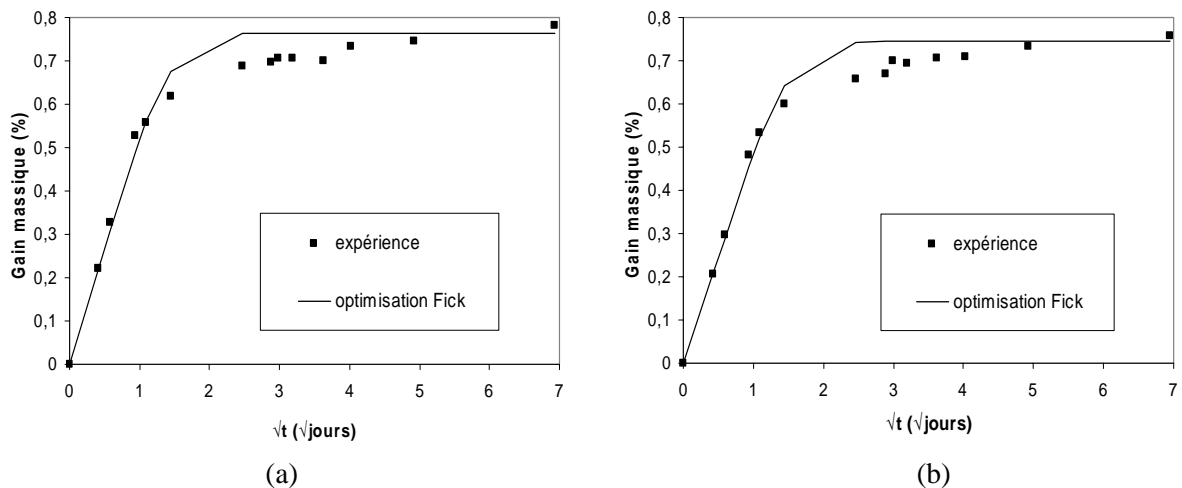 0,8
0,7
0,6
0,5
0,4
0,3
0,2
0,1
0
Gain massique (%)
expérience
optimisation Fick
0 1 2 3 4 5 6 7
√t (√jours)
(a)
0,8
0,7
0,6
0,5
0,4
0,3
0,2
0,1
0
Gain massique (%)
expérience
optimisation Fick
0 1 2 3 4 5 6 7
√t (√jours)
(b)